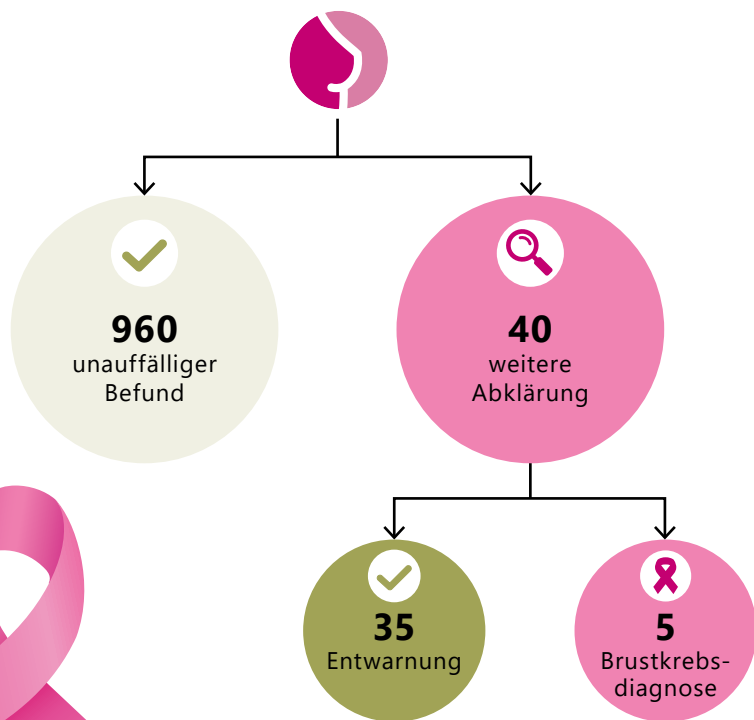 960
unauffälliger
Befund
40
weitere
Abklärung
35
Entwarnung
5
Brustkrebs-
diagnose